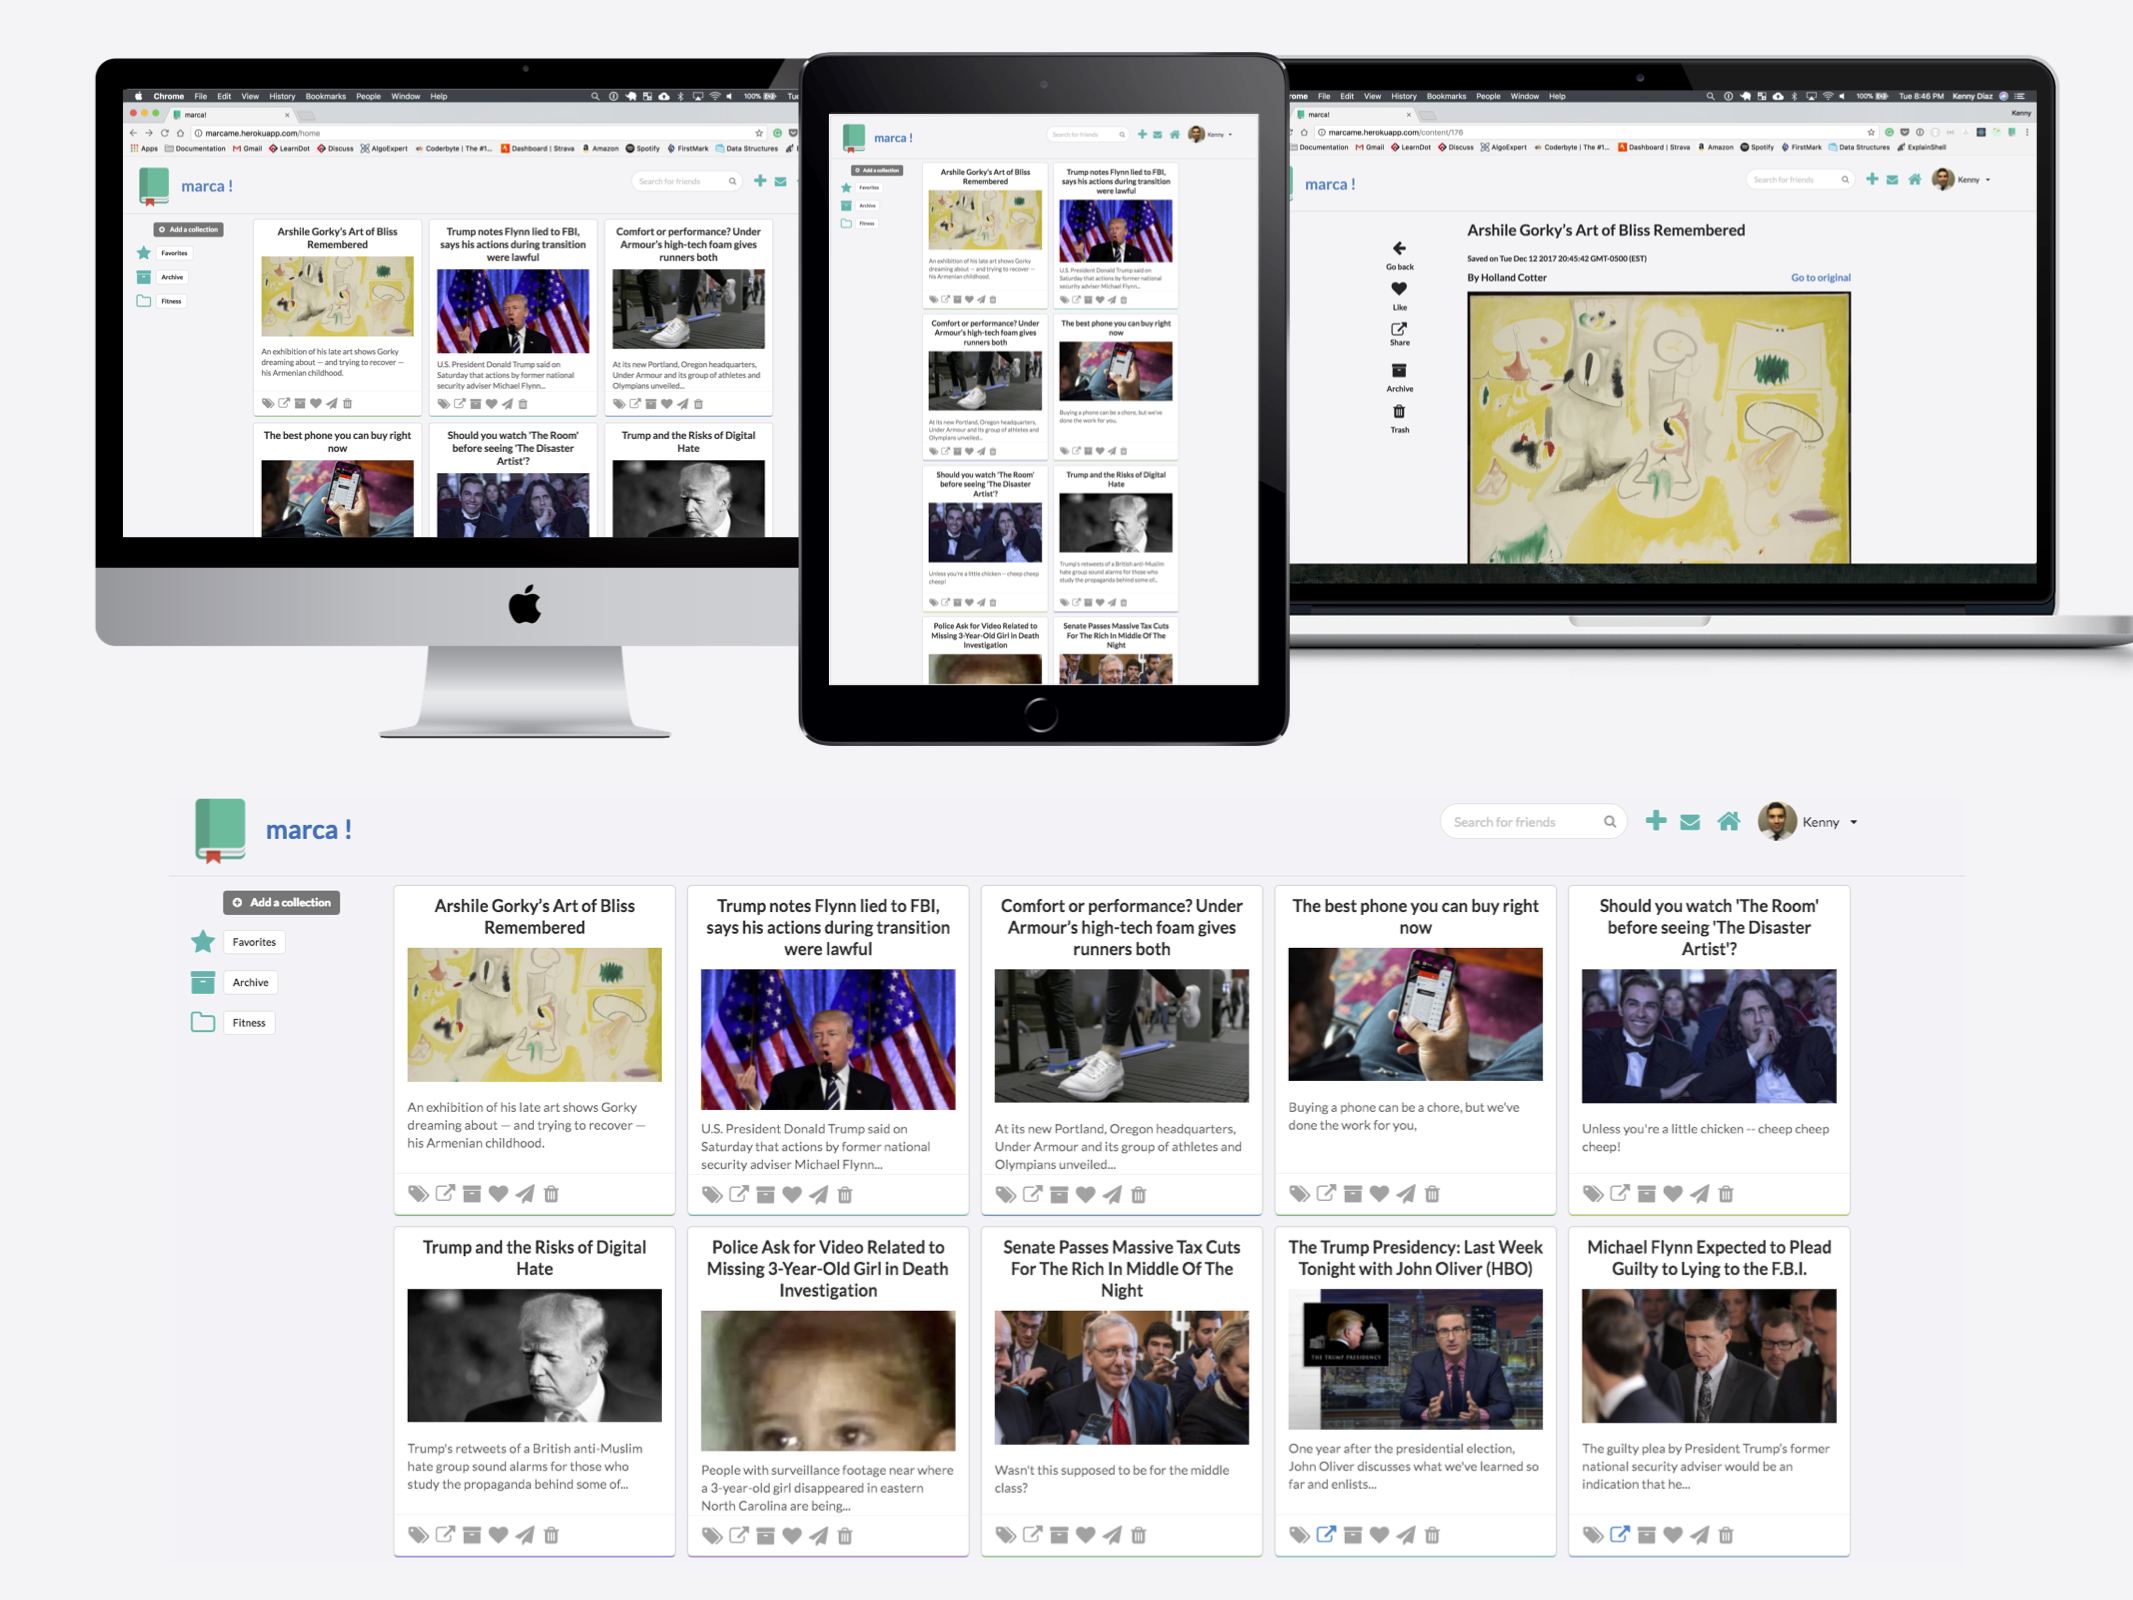 Chrome File Edit View History Bookmarks People Window Help 100% Tue
marca!
marcame.herokuapp.com/home
Apps Documentation M Gmail LearnDot Discuss AlgoExpert Coderbyte | The #1... Dashboard | Strava Amazon Spotify FirstMark Data Structures
marca !
Search for friends
Add a collection
Favorites
Archive
Fitness
Arshile Gorky's Art of Bliss
Remembered
An exhibition of his late art shows Gorky
dreaming about — and trying to recover —
his Armenian childhood.
Trump notes Flynn lied to FBI,
says his actions during transition
were lawful
U.S. President Donald Trump said on
Saturday that actions by former national
security adviser Michael Flynn...
Comfort or performance? Under
Armour's high-tech foam gives
runners both
At its new Portland, Oregon headquarters,
Under Armour and its group of athletes and
Olympians unveiled...
The best phone you can buy right
now
Should you watch 'The Room'
before seeing 'The Disaster
Artist'?
Trump and the Risks of Digital
Hate
marca !
Search for friends
Kenny
Add a collection
Favorites
Archive
Fitness
Arshile Gorky's Art of Bliss
Remembered
An exhibition of his late art shows Gorky
dreaming about — and trying to recover —
his Armenian childhood.
Trump notes Flynn lied to FBI,
says his actions during transition
were lawful
U.S. President Donald Trump said on
Saturday that actions by former national
security adviser Michael Flynn...
Comfort or performance? Under
Armour's high-tech foam gives
runners both
At its new Portland, Oregon headquarters,
Under Armour and its group of athletes and
Olympians unveiled...
The best phone you can buy right
now
Buying a phone can be a chore, but we've
done the work for you,
Should you watch 'The Room'
before seeing 'The Disaster
Artist'?
Unless you're a little chicken -- cheep cheep
cheep!
Trump and the Risks of Digital
Hate
Trump's retweets of a British anti-Muslim
hate group sound alarms for those who
study the propaganda behind some of...
Police Ask for Video Related to
Missing 3-Year-Old Girl in Death
Investigation
Senate Passes Massive Tax Cuts
For The Rich In Middle Of The
Night
rome File Edit View History Bookmarks People Window Help 100% Tue 8:46 PM Kenny Diaz
marca!
Kenny
marcame.herokuapp.com/content/176
Documentation M Gmail LearnDot Discuss AlgoExpert Coderbyte | The #1... Dashboard | Strava Amazon Spotify FirstMark Data Structures ExplainShell
marca !
Search for friends
Kenny
Go back
Like
Share
Archive
Trash
Arshile Gorky's Art of Bliss Remembered
Saved on Tue Dec 12 2017 20:45:42 GMT-0500 (EST)
By Holland Cotter
Go to original
marca !
Search for friends
Kenny
Add a collection
Favorites
Archive
Fitness
Arshile Gorky's Art of Bliss
Remembered
An exhibition of his late art shows Gorky
dreaming about — and trying to recover —
his Armenian childhood.
Trump notes Flynn lied to FBI,
says his actions during transition
were lawful
U.S. President Donald Trump said on
Saturday that actions by former national
security adviser Michael Flynn...
Comfort or performance? Under
Armour's high-tech foam gives
runners both
At its new Portland, Oregon headquarters,
Under Armour and its group of athletes and
Olympians unveiled...
The best phone you can buy right
now
Buying a phone can be a chore, but we've
done the work for you,
Should you watch 'The Room'
before seeing 'The Disaster
Artist'?
Unless you're a little chicken -- cheep cheep
cheep!
Trump and the Risks of Digital
Hate
Trump's retweets of a British anti-Muslim
hate group sound alarms for those who
study the propaganda behind some of...
Police Ask for Video Related to
Missing 3-Year-Old Girl in Death
Investigation
People with surveillance footage near where
a 3-year-old girl disappeared in eastern
North Carolina are being...
Senate Passes Massive Tax Cuts
For The Rich In Middle Of The
Night
Wasn't this supposed to be for the middle
class?
The Trump Presidency: Last Week
Tonight with John Oliver (HBO)
THE TRUMP PRESIDENCY
One year after the presidential election,
John Oliver discusses what we've learned so
far and enlists...
Michael Flynn Expected to Plead
Guilty to Lying to the F.B.I.
The guilty plea by President Trump's former
national security adviser would be an
indication that he...